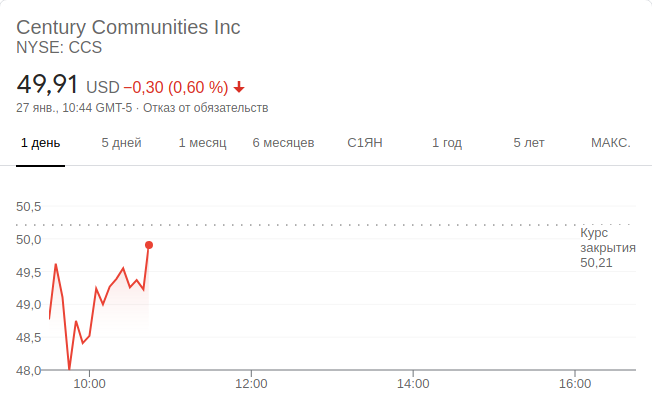 Century Communities Inc
NYSE: CCS
49,91 USD −0,30 (0,60 %)
27 янв., 10:44 GMT-5 · Отказ от обязательств
1 день 5 дней 1 месяц 6 месяцев С1ЯН 1 год 5 лет МАКС.
50,5
50,0
49,5
49,0
48,5
48,0
Курс
закрытия
50,21
10:00 12:00 14:00 16:00